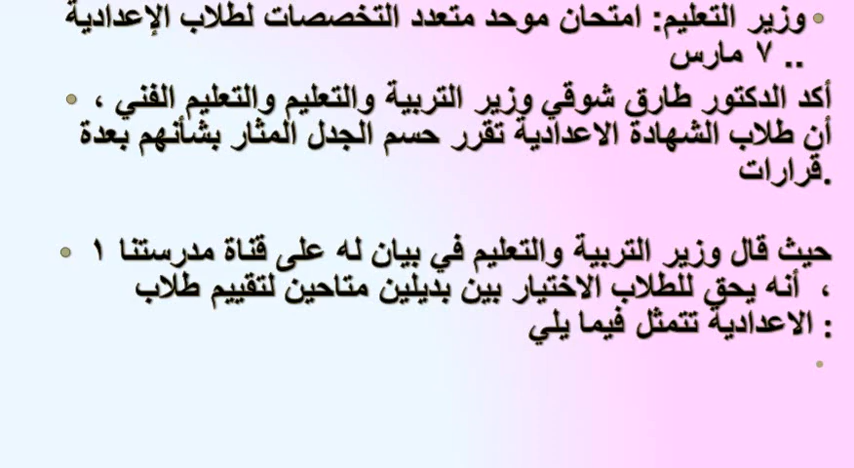 وزير التعليم: امتحان موحد متعدد التخصصات لطلاب الإعدادية
.. ٧ مارس
أكد الدكتور طارق شوقي وزير التربية والتعليم والتعليم الفني ،
أن طلاب الشهادة الاعدادية تقرر حسم الجدل المثار بشأنهم بعدة
.قرارات
حيث قال وزير التربية والتعليم في بيان له على قناة مدرستنا ١
، أنه يحق للطلاب الاختيار بين بديلين متاحين لتقييم طلاب
: الاعدادية تتمثل فيما يلي